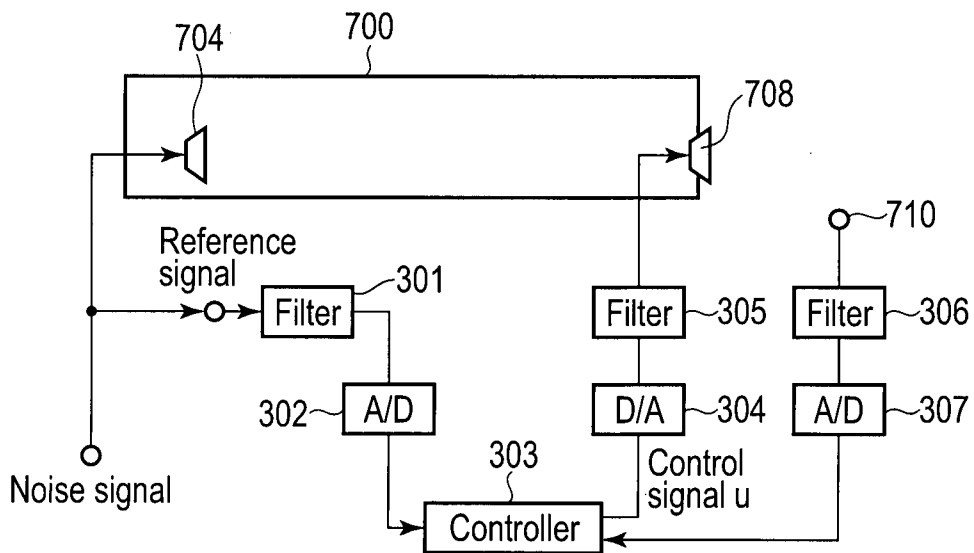 704
700
708
710
Reference
signal
301
Filter
Filter
305
Filter
306
302
A/D
D/A
304
A/D
307
Noise signal
303
Control
signal u
Controller